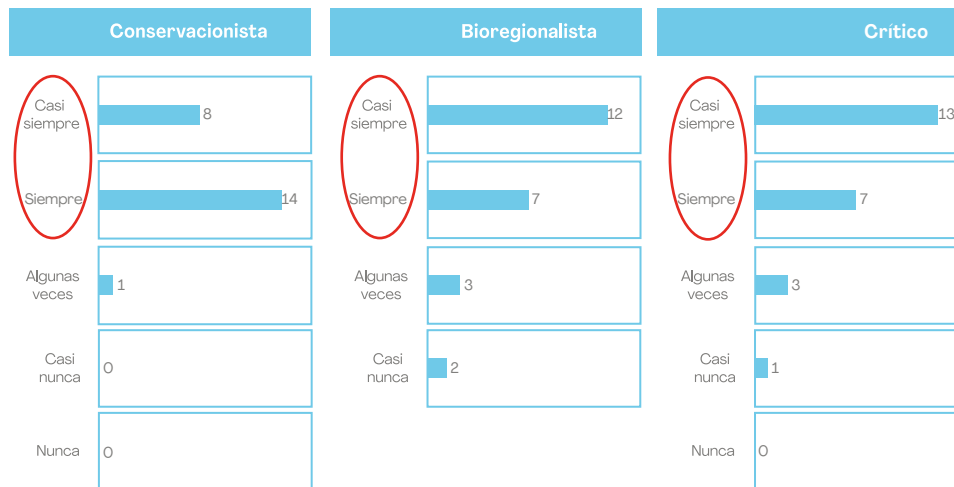 Conservacionista
Casi
siempre
8
Siempre
14
Algunas
veces
1
Casi
nunca
0
Nunca
0
Bioregionalista
Casi
siempre
12
Siempre
7
Algunas
veces
3
Casi
nunca
2
Crítico
Casi
siempre
13
Siempre
7
Algunas
veces
3
Casi
nunca
1
Nunca
0